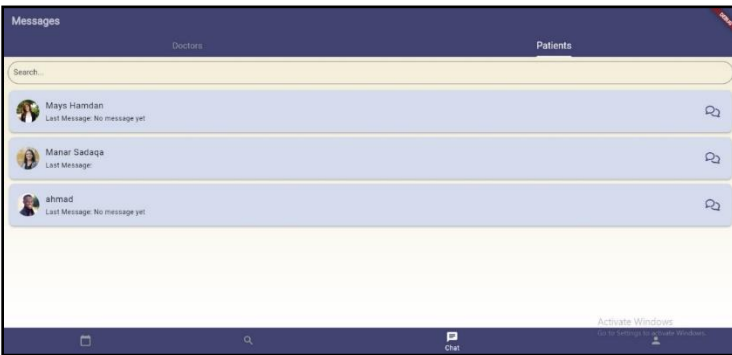 Messages
DEBUG
Doctors
Patients
Search...
Mays Hamdan
Last Message: No message yet
Manar Sadaqa
Last Message:
ahmad
Last Message: No message yet
Activate Windows
Go to Settings to activate Windows.
Chat